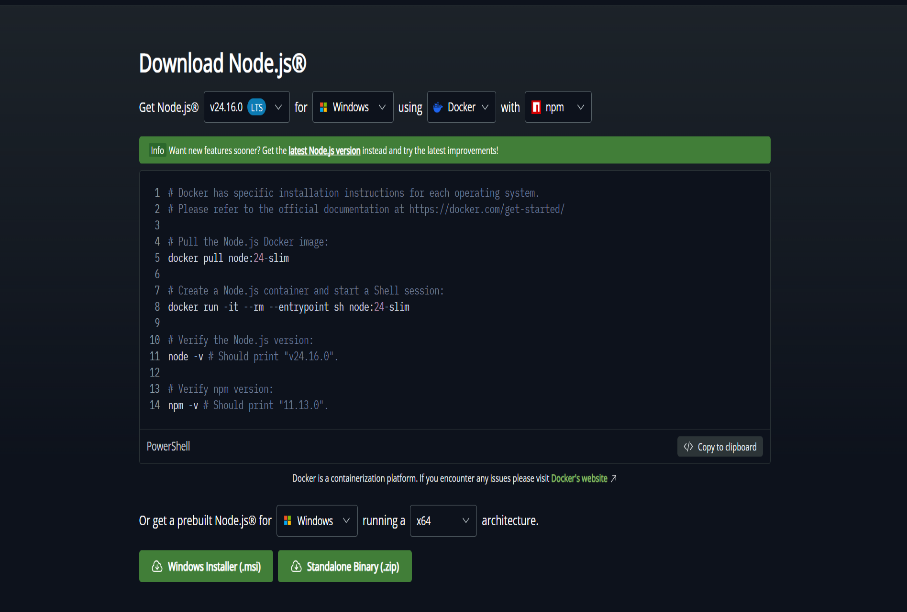 Download Node.js®
Get Node.js® v24.16.0 LTS for Windows using Docker with npm
Info Want new features sooner? Get the latest Node.js version instead and try the latest improvements!
1 # Docker has specific installation instructions for each operating system.
2 # Please refer to the official documentation at https://docker.com/get-started/
3
4 # Pull the Node.js Docker image:
5 docker pull node:24-slim
6
7 # Create a Node.js container and start a Shell session:
8 docker run -it --rm --entrypoint sh node:24-slim
9
10 # Verify the Node.js version:
11 node -v # Should print "v24.16.0".
12
13 # Verify npm version:
14 npm -v # Should print "11.13.0".
PowerShell
</> Copy to clipboard
Docker is a containerization platform. If you encounter any issues please visit Docker's website ↗
Or get a prebuilt Node.js® for Windows running a x64 architecture.
Windows Installer (.msi)
Standalone Binary (.zip)